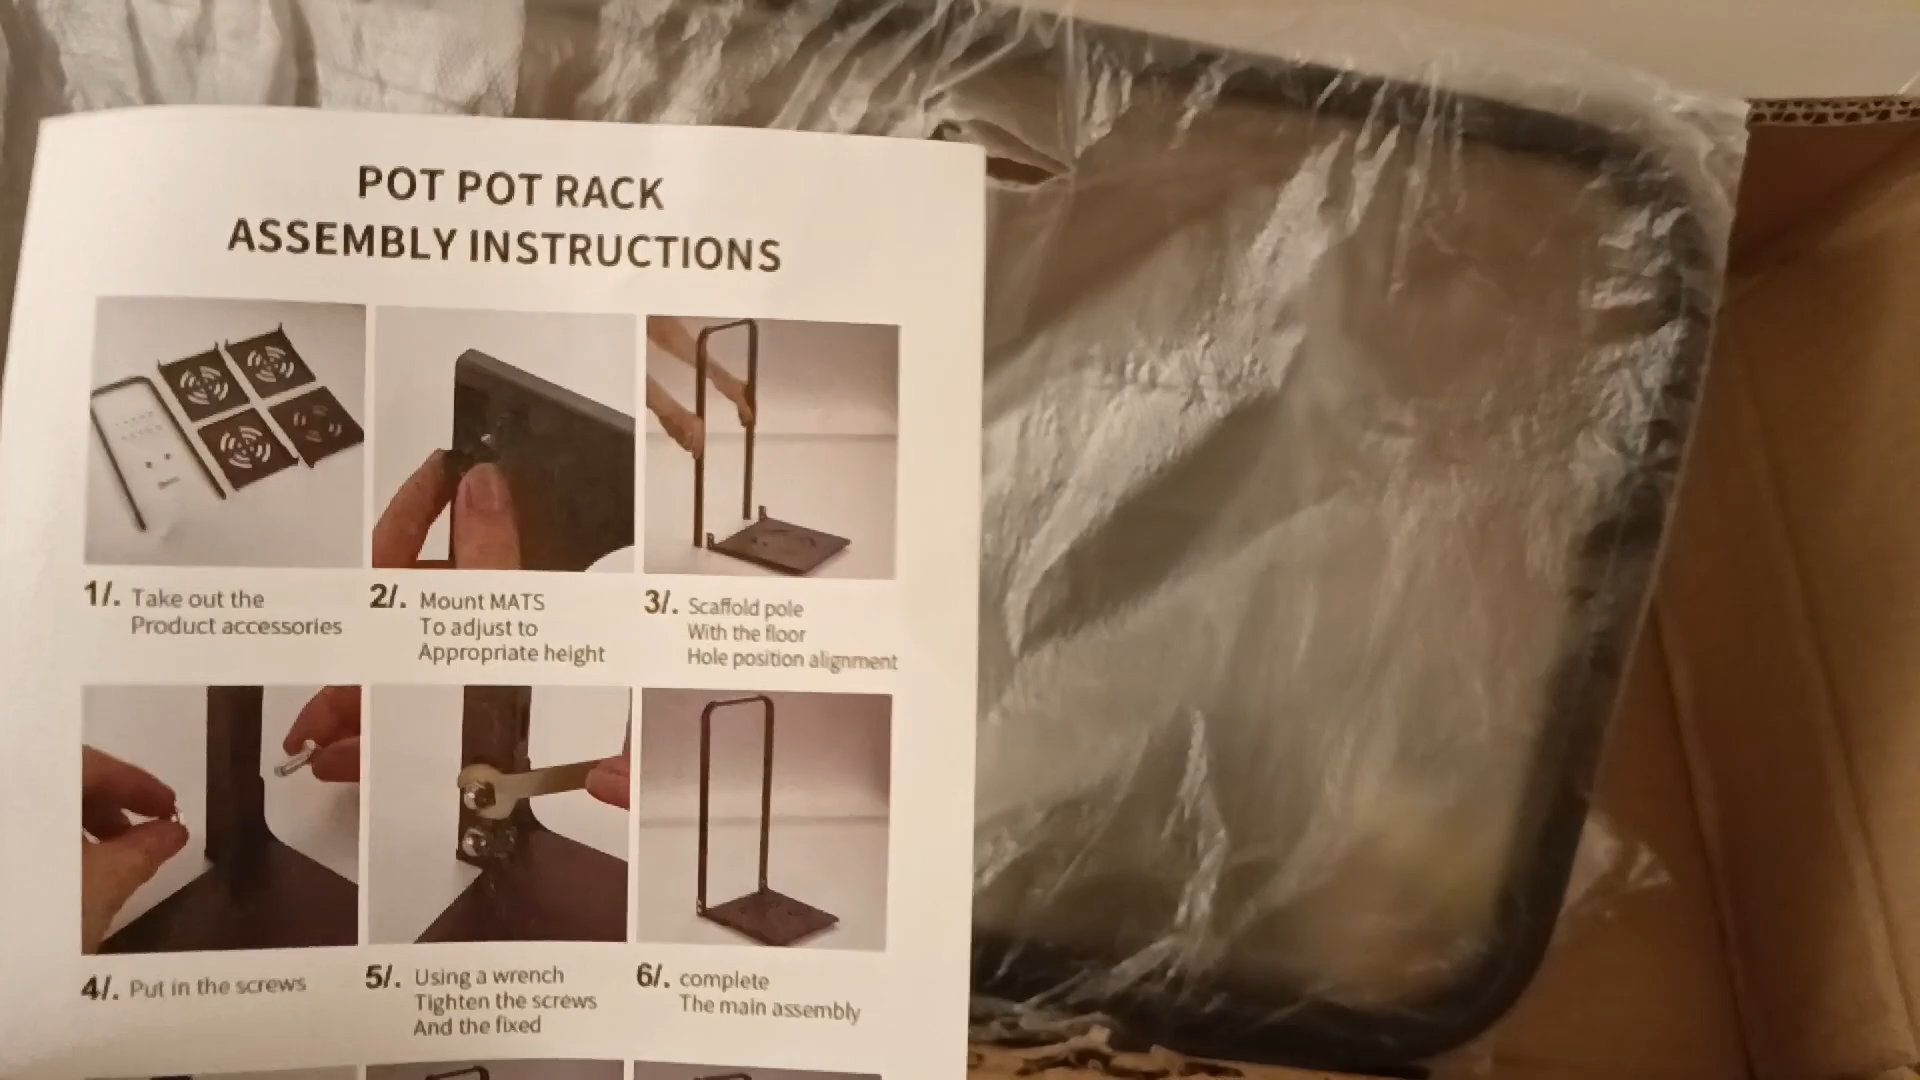 POT POT RACK
ASSEMBLY INSTRUCTIONS
1/. Take out the
Product accessories
2/. Mount MATS
To adjust to
Appropriate height
3/. Scaffold pole
With the floor
Hole position alignment
4/. Put in the screws
5/. Using a wrench
Tighten the screws
And the fixed
6/. complete
The main assembly